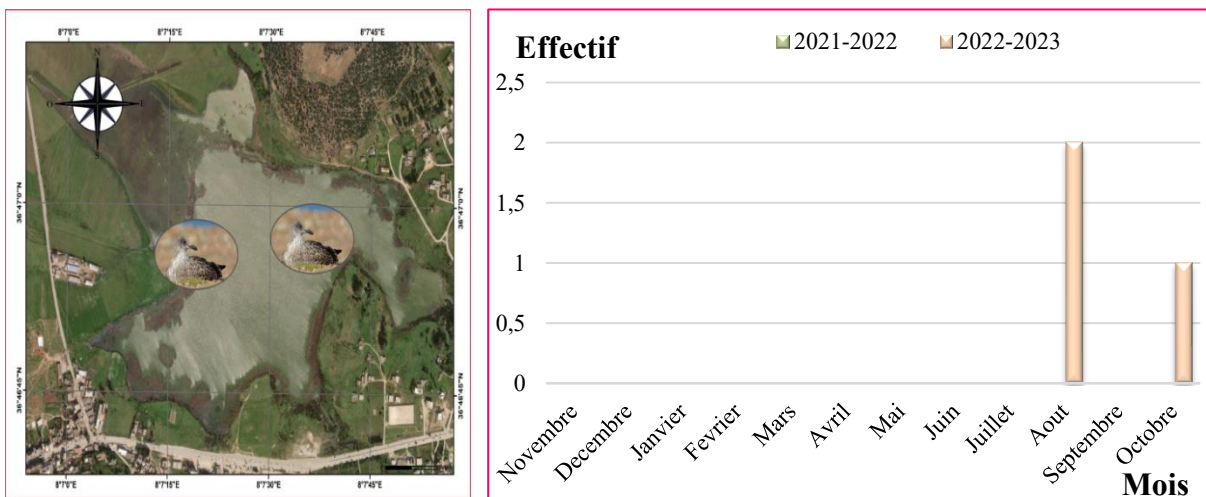 8°7'0"E 8°7'15"E 8°7'30"E 8°7'45"E
N
O E
36°47'0"N 36°47'0"N
36°46'45"N 36°46'45"N
8°7'0"E 8°7'15"E 8°7'30"E 8°7'45"E
Effectif
2021-2022 2022-2023
2,5
2
1,5
1
0,5
0
Novembre Decembre Janvier Fevrier Mars Avril Mai Juin Juillet Aout Septembre Octobre
Mois